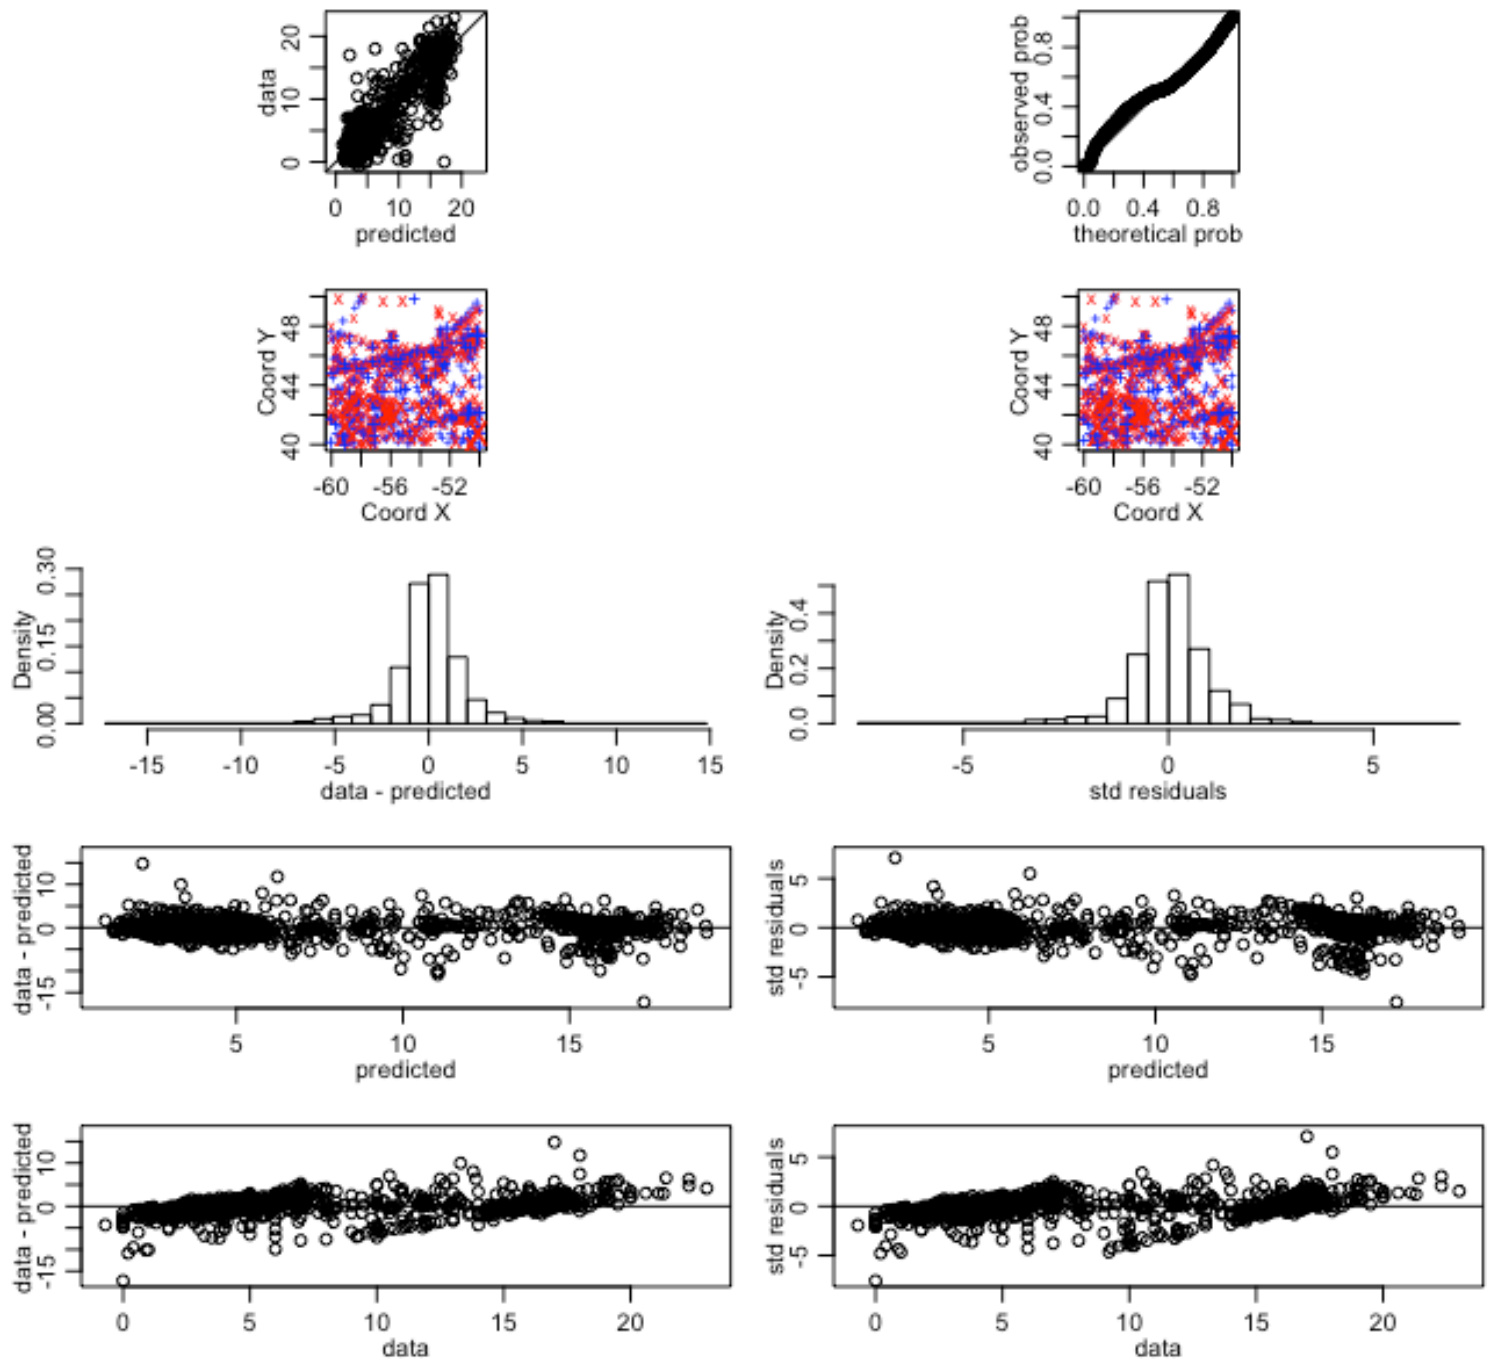 data
20
10
0
0 10 20
predicted
observed prob
0.8
0.4
0.0
0.0 0.4 0.8
theoretical prob
Coord Y
48
44
40
-60 -56 -52
Coord X
Coord Y
48
44
40
-60 -56 -52
Coord X
Density
0.30
0.15
0.00
-15 -10 -5 0 5 10 15
data - predicted
Density
0.4
0.2
0.0
-5 0 5
std residuals
data - predicted
10
0
-15
5 10 15
predicted
std residuals
5
0
-5
5 10 15
predicted
data - predicted
10
0
-15
0 5 10 15 20
data
std residuals
5
0
-5
0 5 10 15 20
data